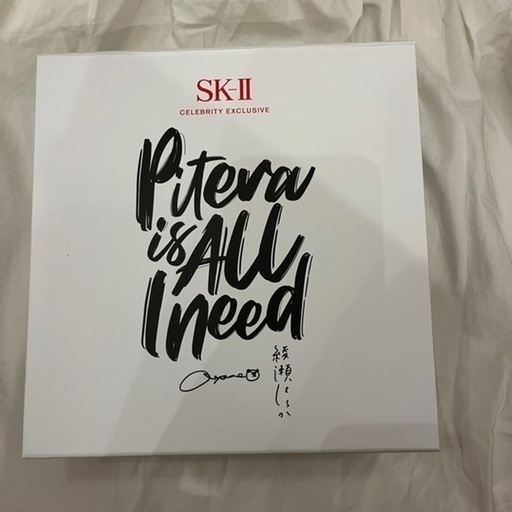 SK-II
CELEBRITY EXCLUSIVE
Pitera
is ALL
I need
綾瀬はるか